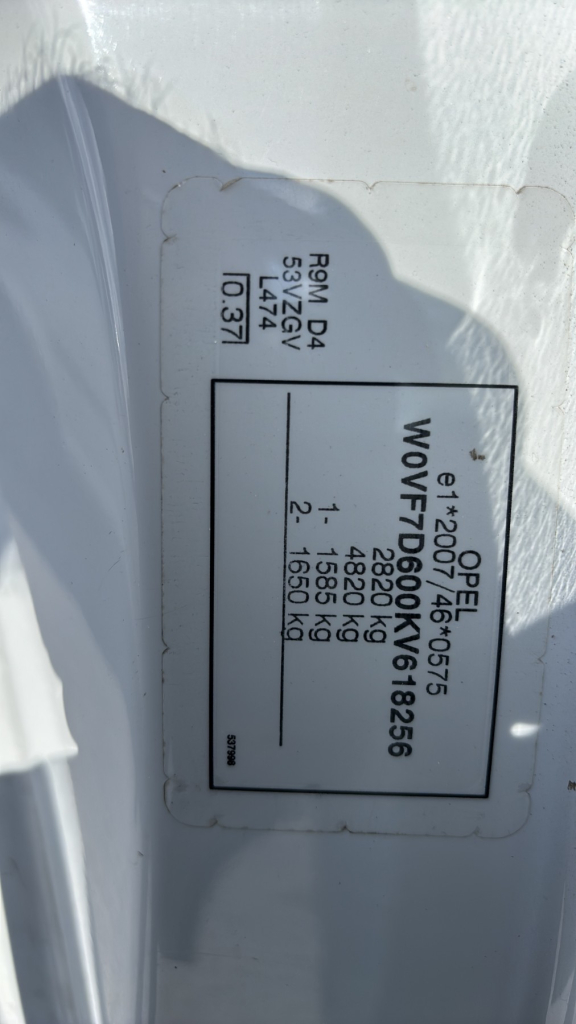 OPEL
e1*2007/46*0575
W0VF7D600KV618256
2820 kg
4820 kg
1- 1585 kg
2- 1650 kg
537998
R9M D4
53VZGV
L474
0.37